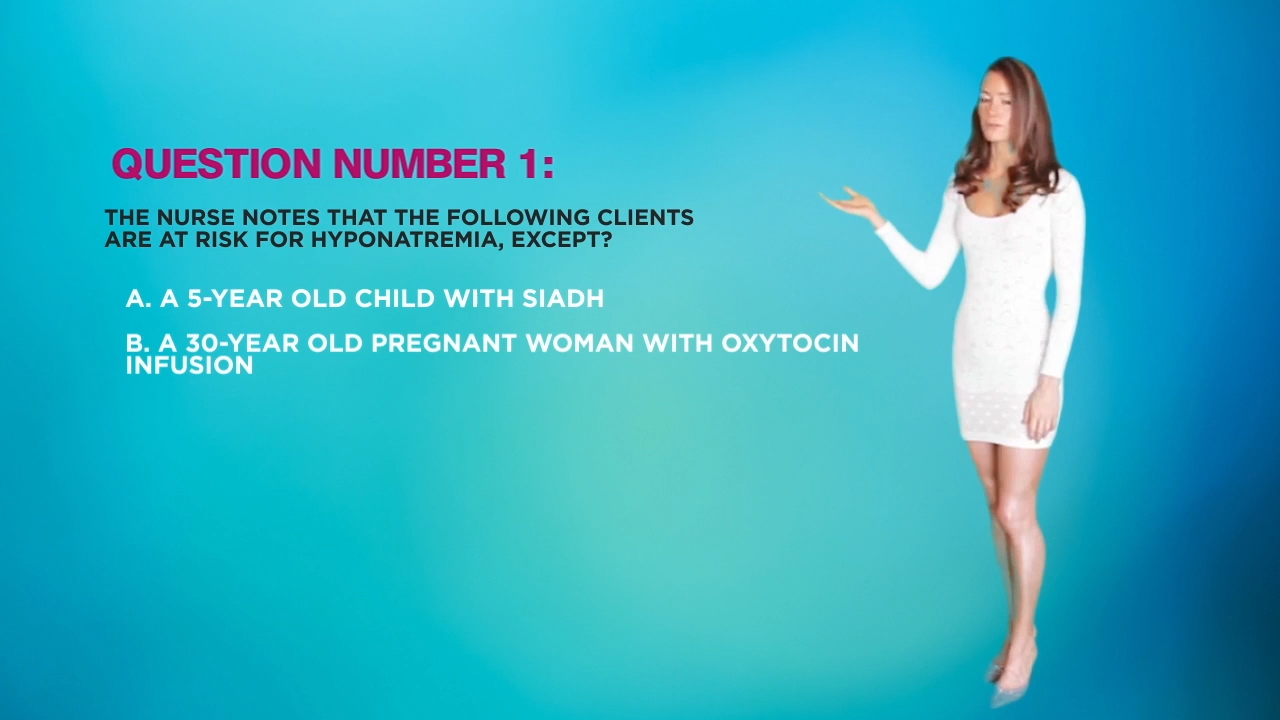 QUESTION NUMBER 1:
THE NURSE NOTES THAT THE FOLLOWING CLIENTS
ARE AT RISK FOR HYPONATREMIA, EXCEPT?
A. A 5-YEAR OLD CHILD WITH SIADH
B. A 30-YEAR OLD PREGNANT WOMAN WITH OXYTOCIN
INFUSION